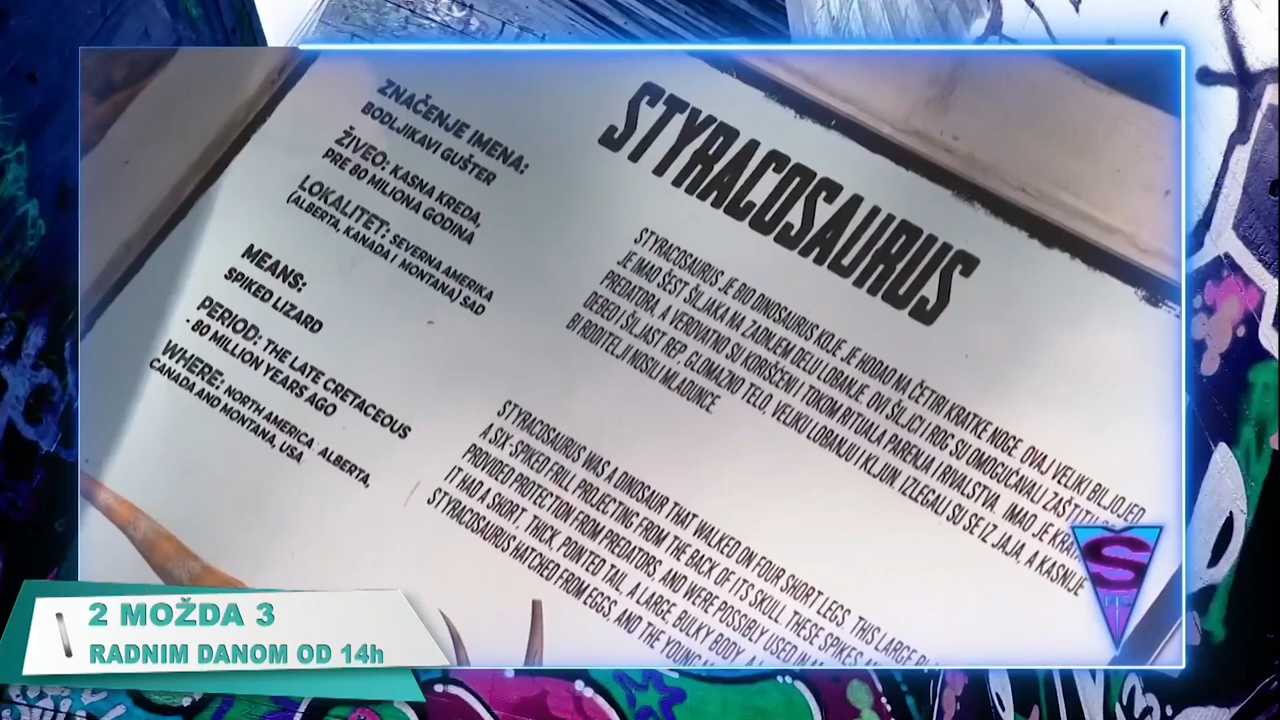 STYRACOSAURUS
ZNAČENJE IMENA:
BODLJIKAVI GUŠTER
ŽIVEO: KASNA KREDA,
PRE 80 MILIONA GODINA
LOKALITET: SEVERNA AMERIKA
(ALBERTA, KANADA I MONTANA) SAD
MEANS:
SPIKED LIZARD
PERIOD: THE LATE CRETACEOUS
- 80 MILLION YEARS AGO
WHERE: NORTH AMERICA - ALBERTA,
CANADA AND MONTANA, USA
STYRACOSAURUS JE BIO DINOSAURUS KOJE JE HODAO NA ČETIRI KRATKE NOGE. OVAJ VELIKI BILJOJED
JE IMAO ŠEST ŠILJAKA NA ZADNJEM DELU LOBANJE. OVI ŠILJCI I ROG SU OMOGUĆAVALI ZAŠTITU
PREDATORA, A VEROVATNO SU KORIŠĆENI I TOKOM RITUALA PARENJA I RIVALSTVA. IMAO JE
DEBEO I ŠILJAST REP, GLOMAZNO TELO, VELIKU LOBANJU I KLJUN. IZLEGALI SU SE IZ JAJA, A KASNIJE
BI RODITELJI NOSILI MLADUNCE.
STYRACOSAURUS WAS A DINOSAUR THAT WALKED ON FOUR SHORT LEGS. THIS LARGE
A SIX-SPIKED FRILL PROJECTING FROM THE BACK OF ITS SKULL. THESE SPIKES
PROVIDED PROTECTION FROM PREDATORS, AND WERE POSSIBLY USED IN
IT HAD A SHORT, THICK, POINTED TAIL, A LARGE, BULKY BODY, A
STYRACOSAURUS HATCHED FROM EGGS, AND THE YOUNG
Š
2 MOŽDA 3
RADNIM DANOM OD 14h